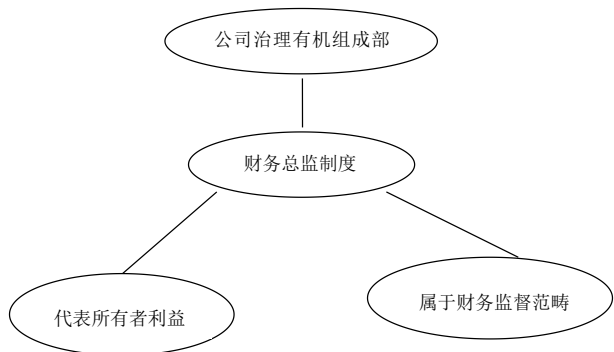 公司治理有机组成部
财务总监制度
代表所有者利益
属于财务监督范畴